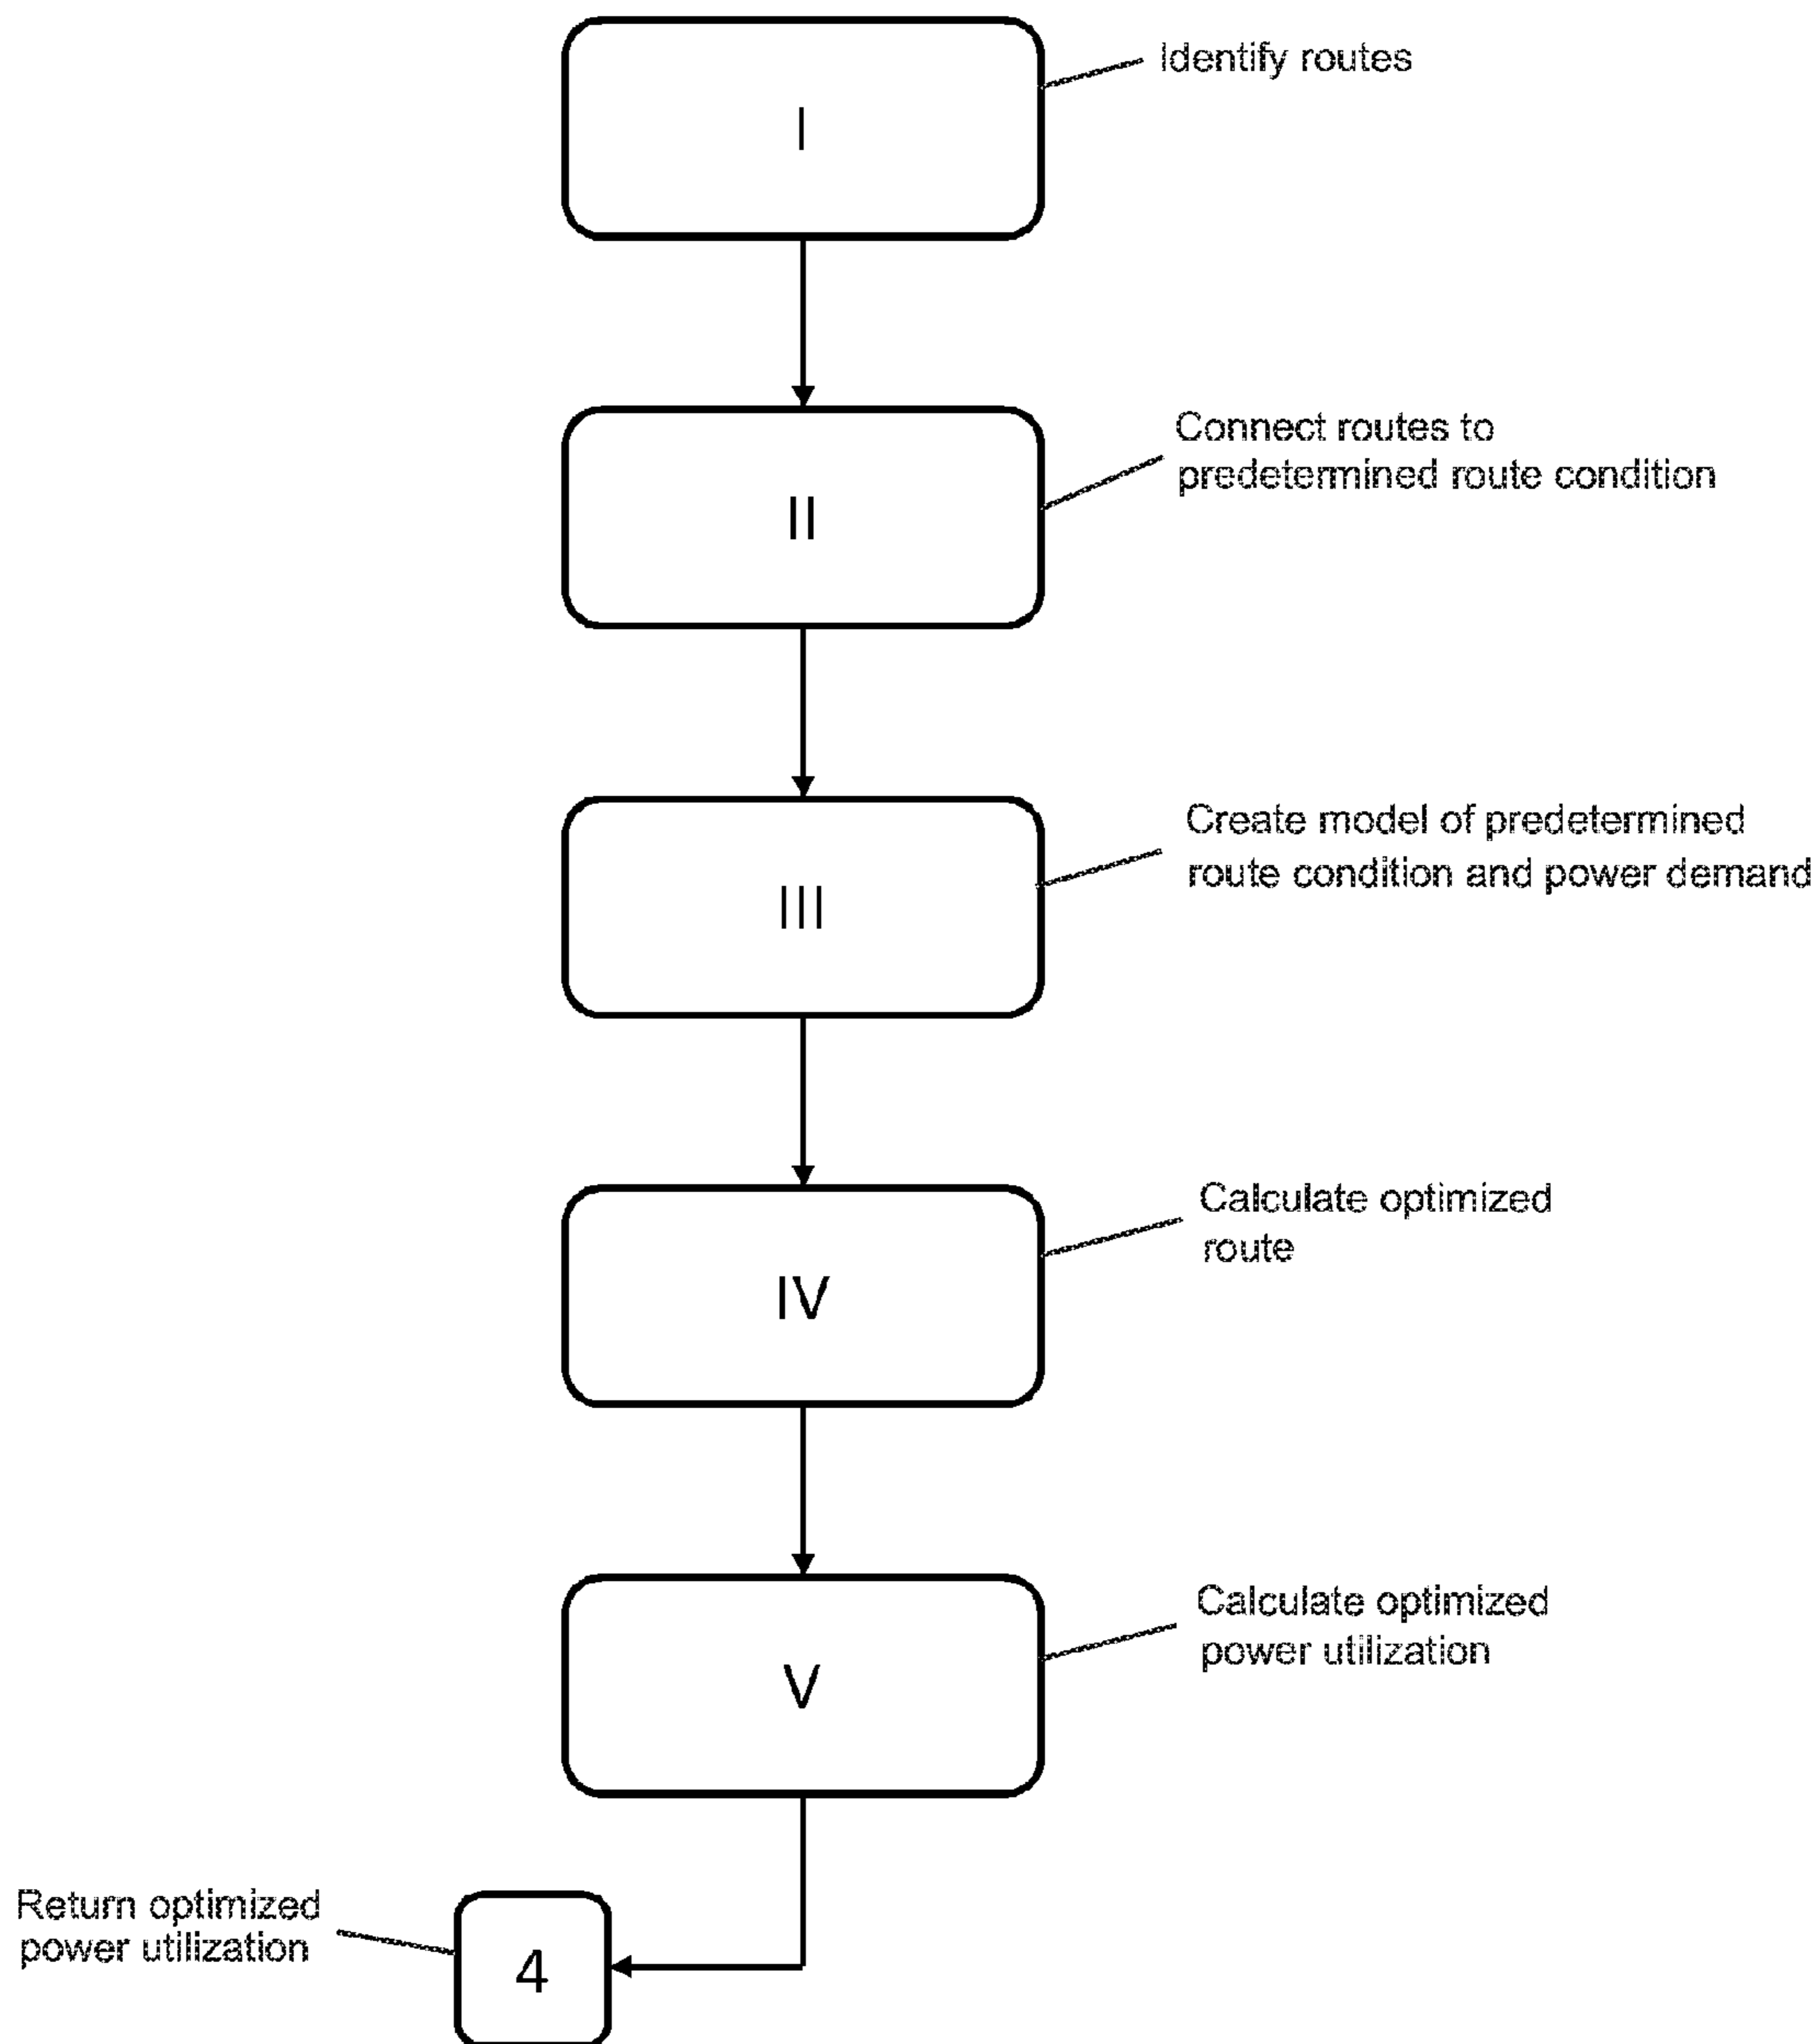 I
Identify routes
II
Connect routes to
predetermined route condition
III
Create model of predetermined
route condition and power demand
IV
Calculate optimized
route
V
Calculate optimized
power utilization
Return optimized
power utilization
4